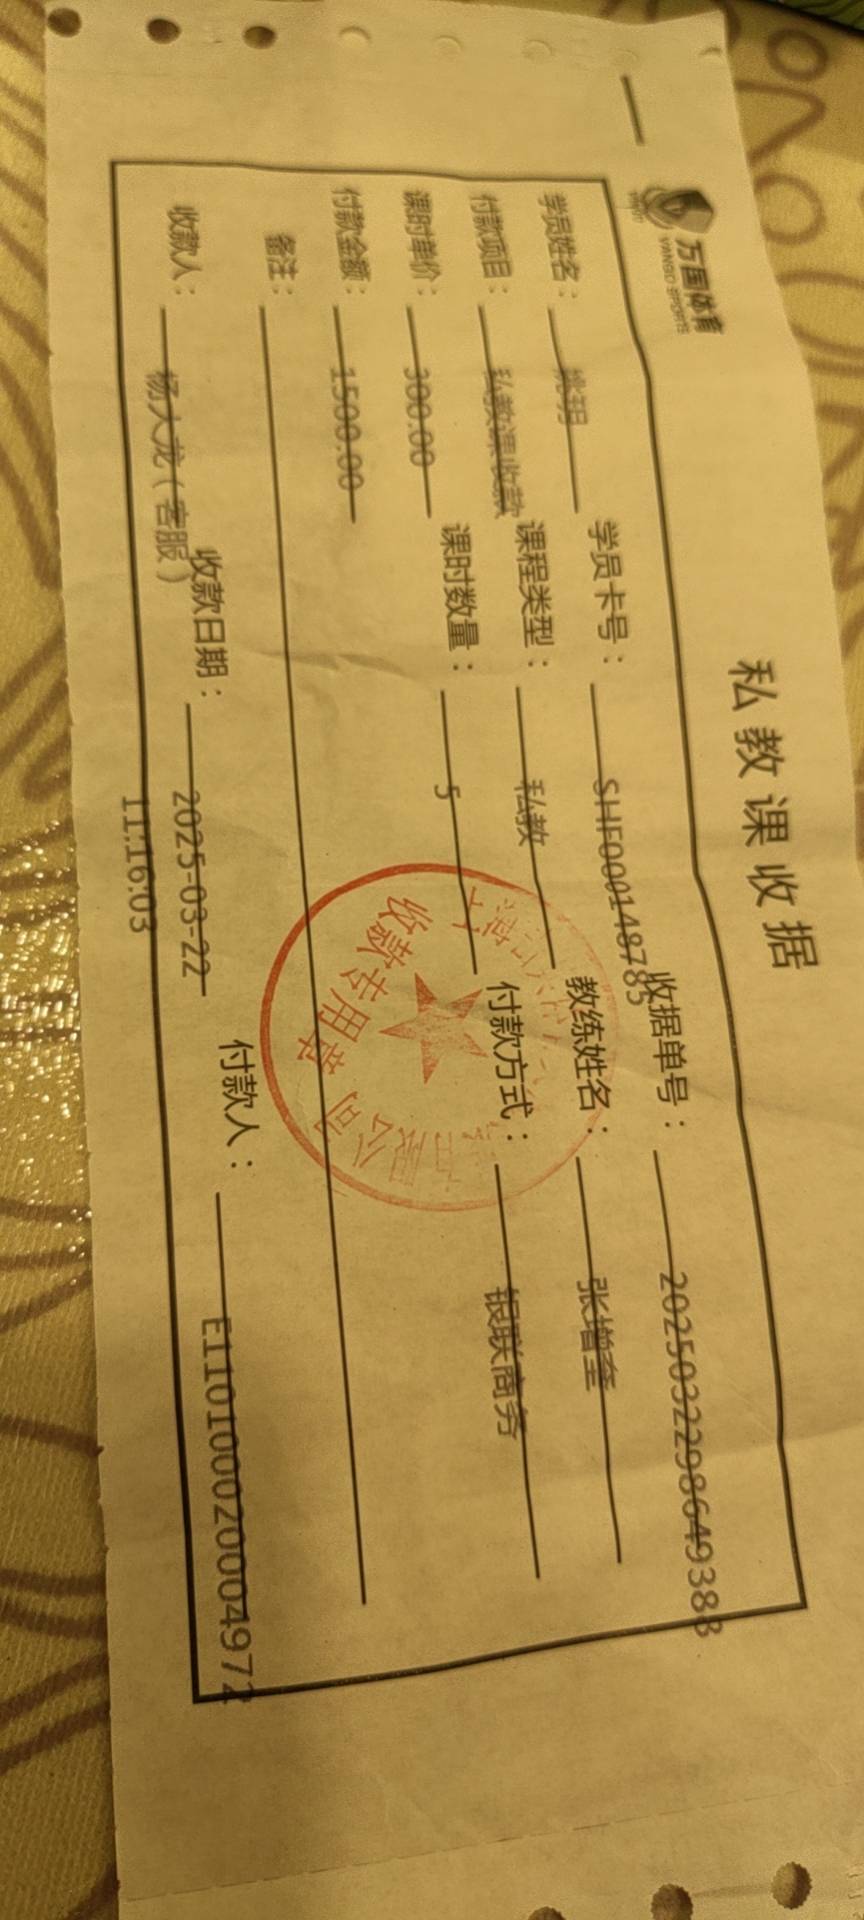 万国体育
VANGO SPORTS
私教课收据
学员姓名： 姚玥 学员卡号： SHF000148785 收据单号： 2025032298649388
付款项目： 私教课收款 课程类型： 私教 教练姓名： 张增奎
课时单价： 300.00 课时数量： 5 付款方式： 银联商务
付款金额： 1500.00
备注：
收款人： 杨大龙（客服） 收款日期： 2025-03-22 11:16:03 付款人： E110100020004972
收款专用章